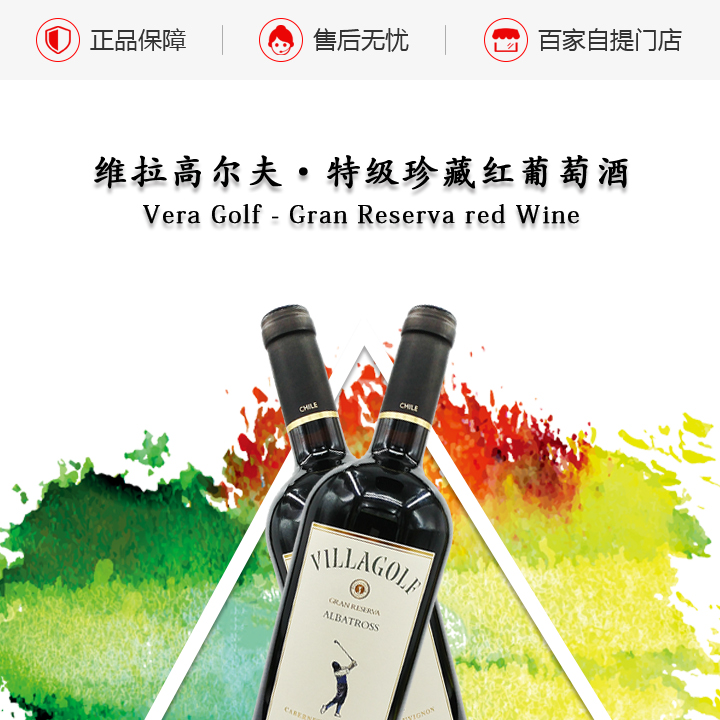 正品保障
售后无忧
百家自提门店
维拉高尔夫·特级珍藏红葡萄酒
Vera Golf - Gran Reserva red Wine
CHILE
CHILE
VILLAGOLF
GRAN RESERVA
ALBATROSS